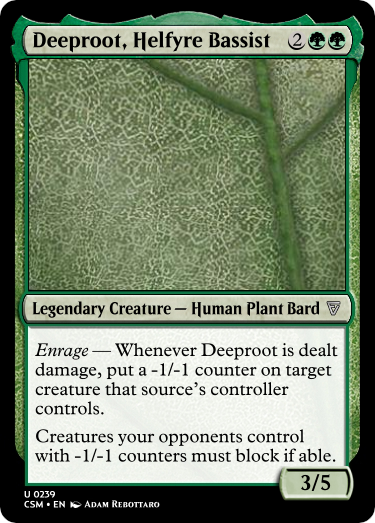 Deeproot, Helfyre Bassist 2
Legendary Creature — Human Plant Bard
Enrage — Whenever Deeproot is dealt
damage, put a -1/-1 counter on target
creature that source's controller
controls.
Creatures your opponents control
with -1/-1 counters must block if able.
3/5
U 0239
CSM • EN Adam Rebottaro